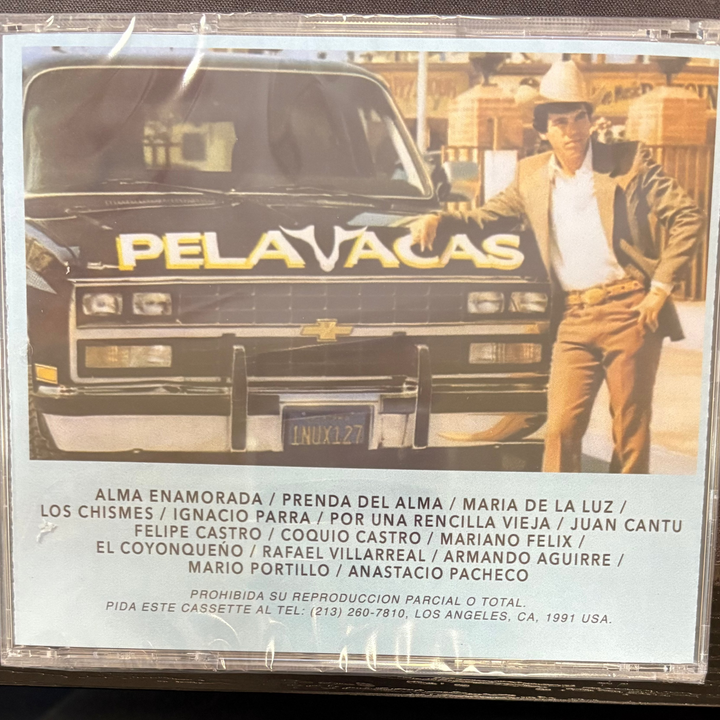 PELAVACAS
1NUX127
ALMA ENAMORADA / PRENDA DEL ALMA / MARIA DE LA LUZ /
LOS CHISMES / IGNACIO PARRA / POR UNA RENCILLA VIEJA / JUAN CANTU
FELIPE CASTRO / COQUIO CASTRO / MARIANO FELIX /
EL COYONQUEÑO / RAFAEL VILLARREAL / ARMANDO AGUIRRE /
MARIO PORTILLO / ANASTACIO PACHECO
PROHIBIDA SU REPRODUCCION PARCIAL O TOTAL.
PIDA ESTE CASSETTE AL TEL: (213) 260-7810, LOS ANGELES, CA, 1991 USA.